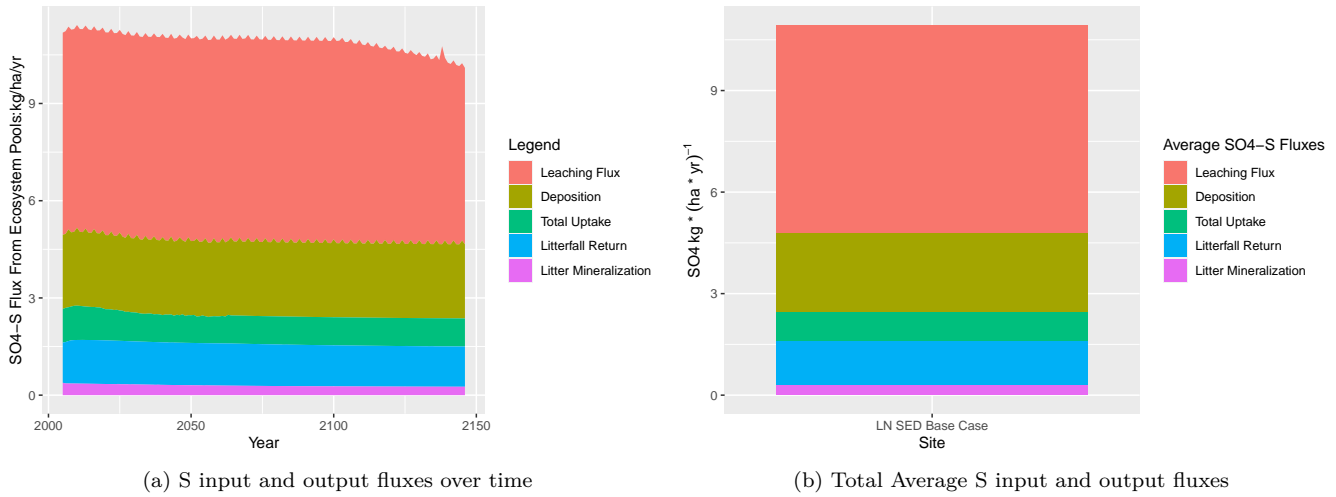 SO4−S Flux From Ecosystem Pools:kg/ha/yr
9
6
3
0
2000
2050
2100
2150
Year
Legend
Leaching Flux
Deposition
Total Uptake
Litterfall Return
Litter Mineralization
(a) S input and output fluxes over time
SO4 kg * (ha * yr)⁻¹
9
6
3
0
LN SED Base Case
Site
Average SO4−S Fluxes
Leaching Flux
Deposition
Total Uptake
Litterfall Return
Litter Mineralization
(b) Total Average S input and output fluxes